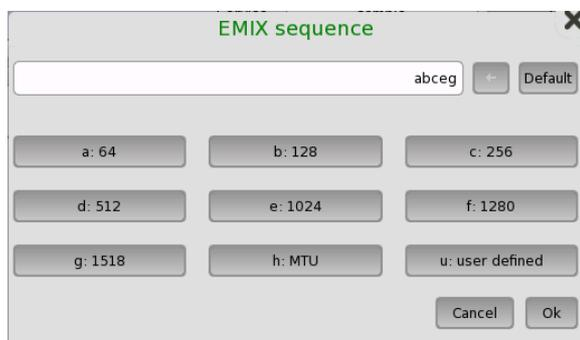 EMIX sequence
abceg ← Default
a: 64 b: 128 c: 256
d: 512 e: 1024 f: 1280
g: 1518 h: MTU u: user defined
Cancel Ok